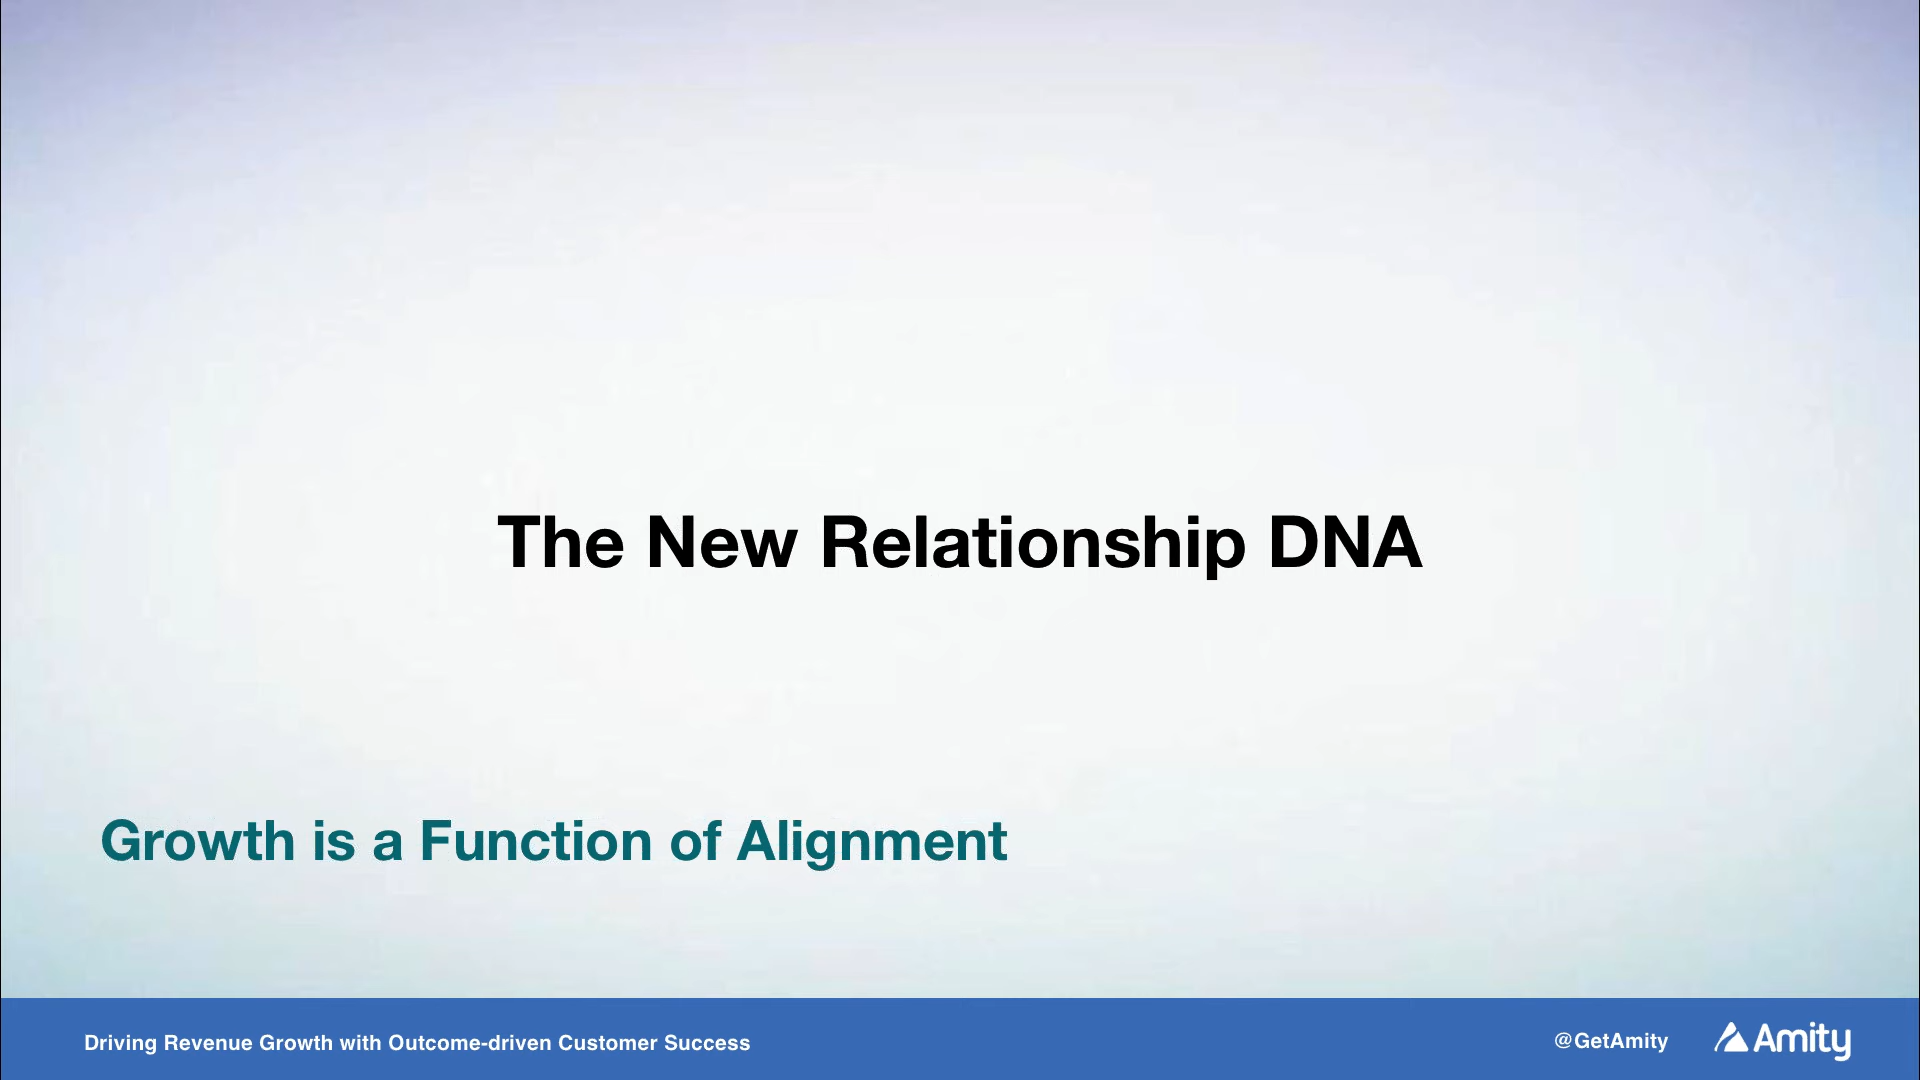 The New Relationship DNA
Growth is a Function of Alignment
Driving Revenue Growth with Outcome-driven Customer Success
@GetAmity
Amity